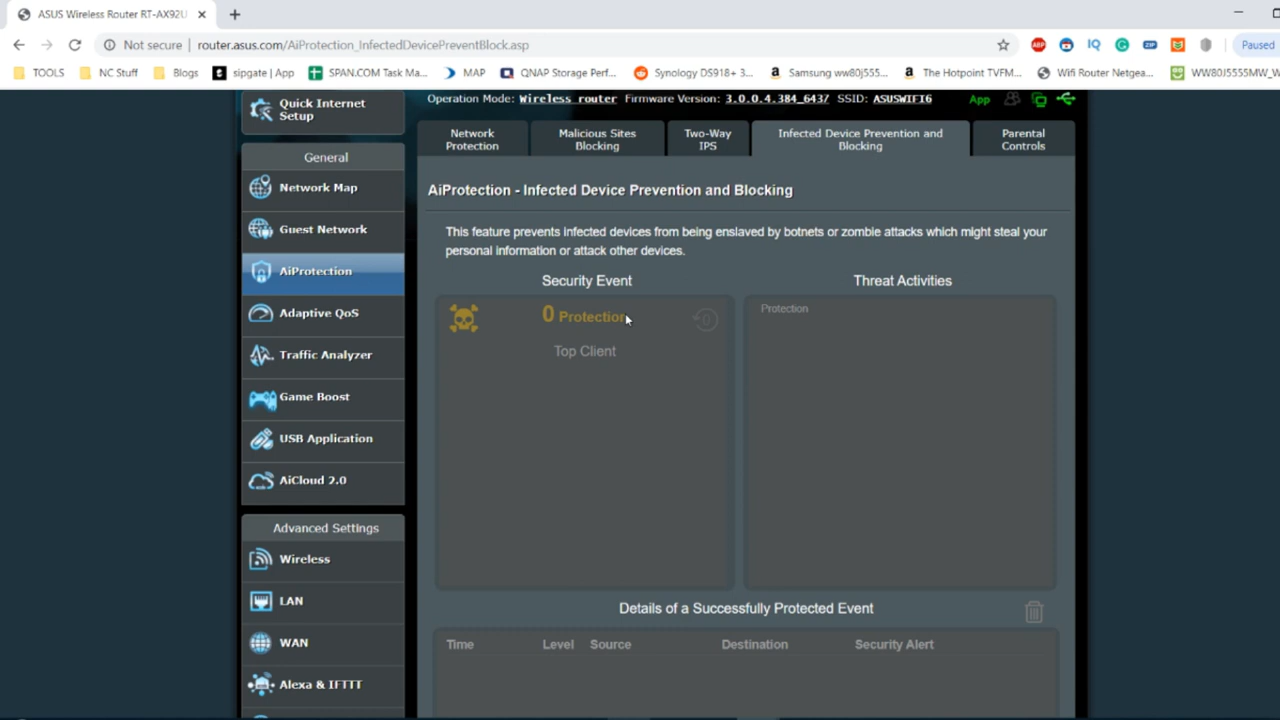 ASUS Wireless Router RT-AX92U
Not secure | router.asus.com/AiProtection_InfectedDevicePreventBlock.asp
ABP
IQ
ZIP
Paused
TOOLS
NC Stuff
Blogs
sipgate | App
SPAN.COM Task Ma...
MAP
QNAP Storage Perf...
Synology DS918+ 3...
Samsung ww80j555...
The Hotpoint TVFM...
Wifi Router Netgea...
WW80J5555MW_W
Quick Internet
Setup
General
Network Map
Guest Network
AiProtection
Adaptive QoS
Traffic Analyzer
Game Boost
USB Application
AiCloud 2.0
Advanced Settings
Wireless
LAN
WAN
Alexa & IFTTT
Operation Mode: Wireless router Firmware Version: 3.0.0.4.384_6437 SSID: ASUSWIFI6
App
Network
Protection
Malicious Sites
Blocking
Two-Way
IPS
Infected Device Prevention and
Blocking
Parental
Controls
AiProtection - Infected Device Prevention and Blocking
This feature prevents infected devices from being enslaved by botnets or zombie attacks which might steal your
personal information or attack other devices.
Security Event
0 Protection
Top Client
Threat Activities
Protection
Details of a Successfully Protected Event
Time Level Source Destination Security Alert